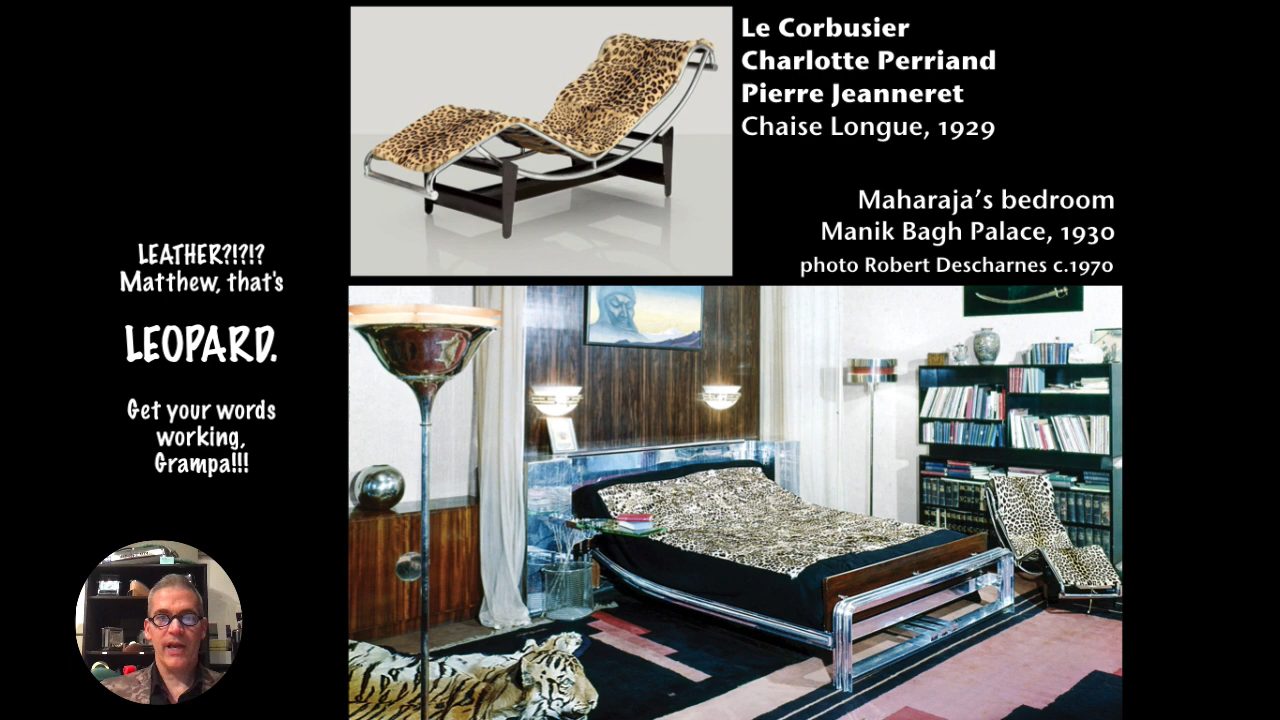 Le Corbusier
Charlotte Perriand
Pierre Jeanneret
Chaise Longue, 1929
Maharaja's bedroom
Manik Bagh Palace, 1930
photo Robert Descharnes c.1970
LEATHER?!?!?
Matthew, that's
LEOPARD.
Get your words
working,
Grampa!!!